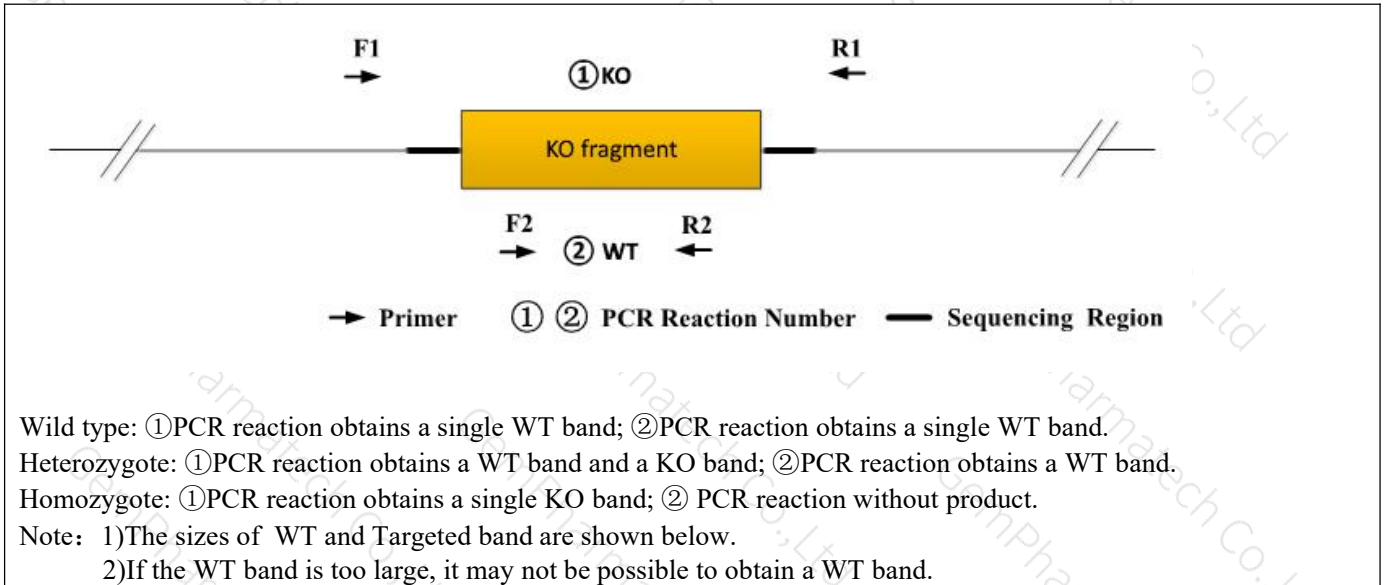 F1
R1
①KO
KO fragment
F2
R2
② WT
Primer ① ② PCR Reaction Number Sequencing Region
Wild type: ①PCR reaction obtains a single WT band; ②PCR reaction obtains a single WT band.
Heterozygote: ①PCR reaction obtains a WT band and a KO band; ②PCR reaction obtains a WT band.
Homozygote: ①PCR reaction obtains a single KO band; ② PCR reaction without product.
Note：1)The sizes of WT and Targeted band are shown below.
2)If the WT band is too large, it may not be possible to obtain a WT band.